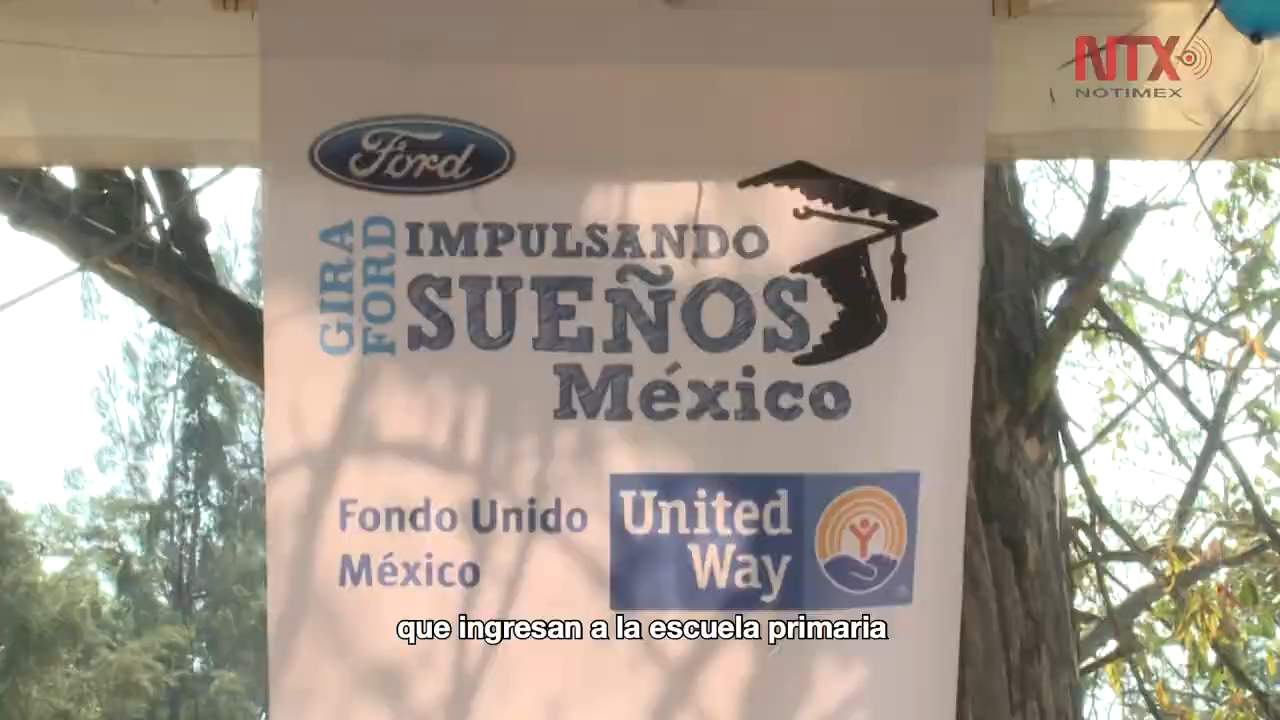 NTX
NOTIMEX
Ford
GIRA
FORD
IMPULSANDO
SUEÑOS
México
Fondo Unido
México
United
Way
que ingresan a la escuela primaria